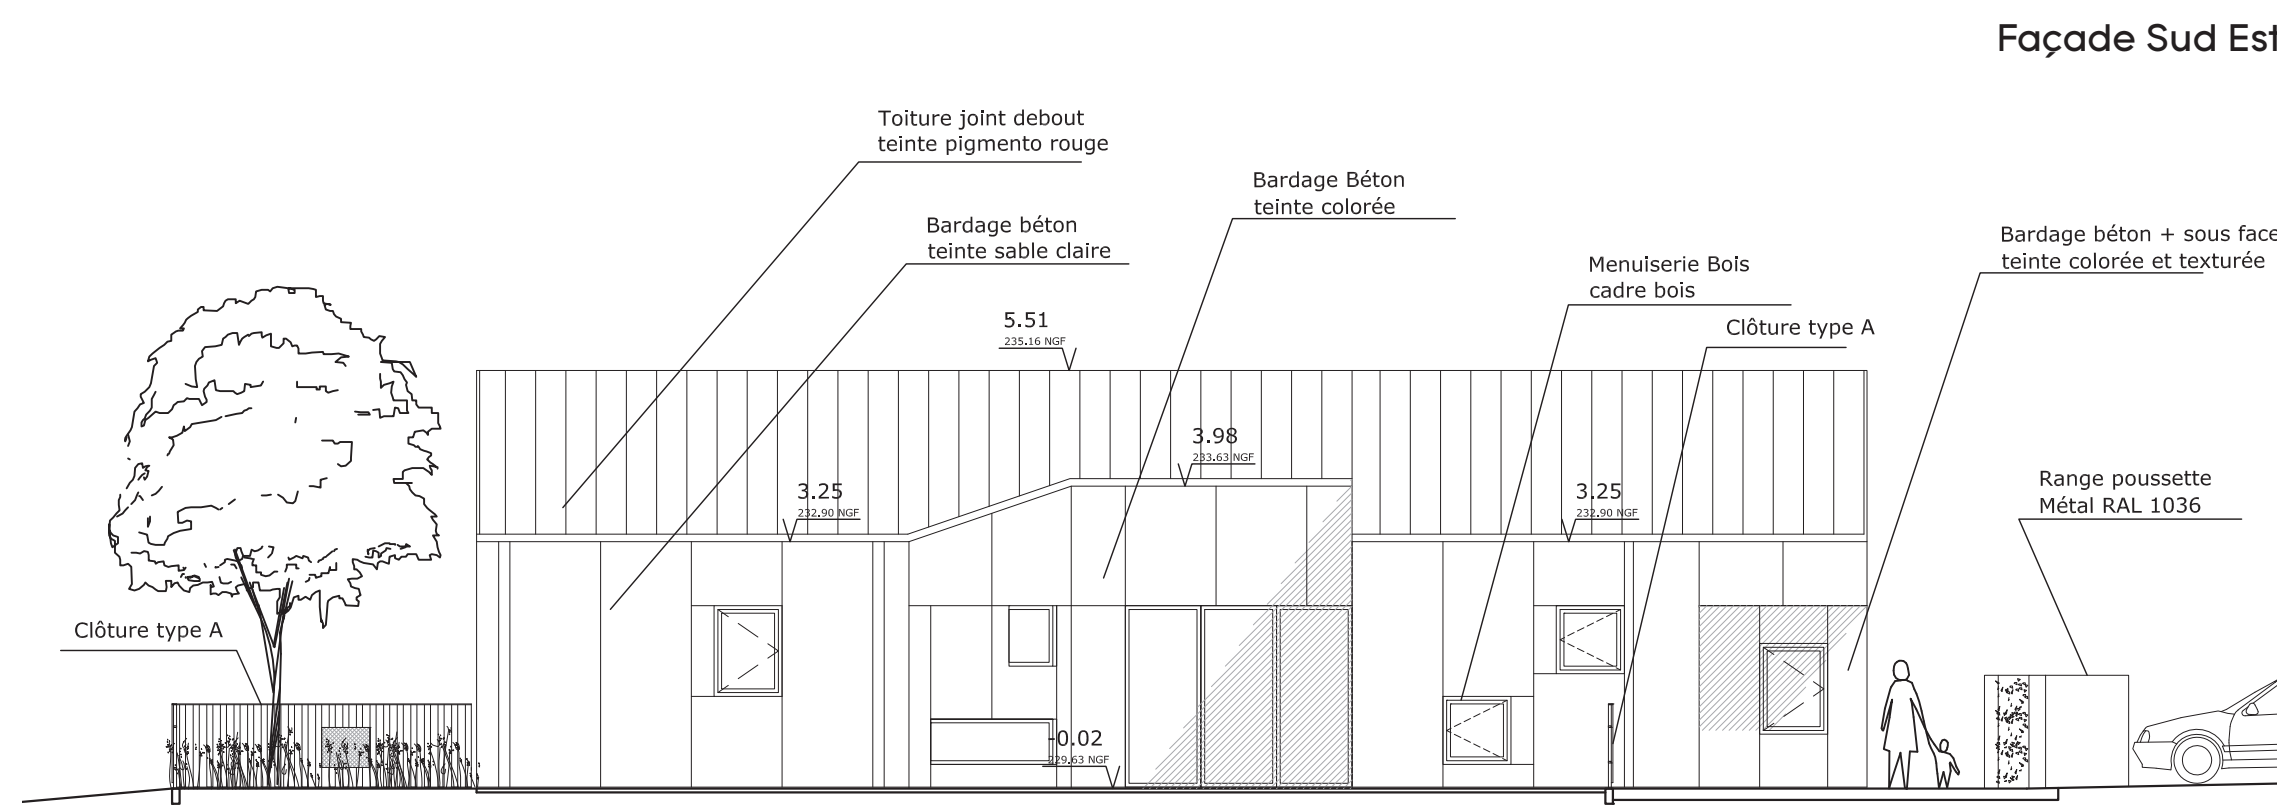 Façade Sud Est
Toiture joint debout
teinte pigmento rouge
Bardage Béton
teinte colorée
Bardage béton
teinte sable claire
Bardage béton + sous face
teinte colorée et texturée
Menuiserie Bois
cadre bois
5.51
235.16 NGF
Clôture type A
3.98
233.63 NGF
3.25
232.90 NGF
3.25
232.90 NGF
Range poussette
Métal RAL 1036
Clôture type A
-0.02
229.63 NGF